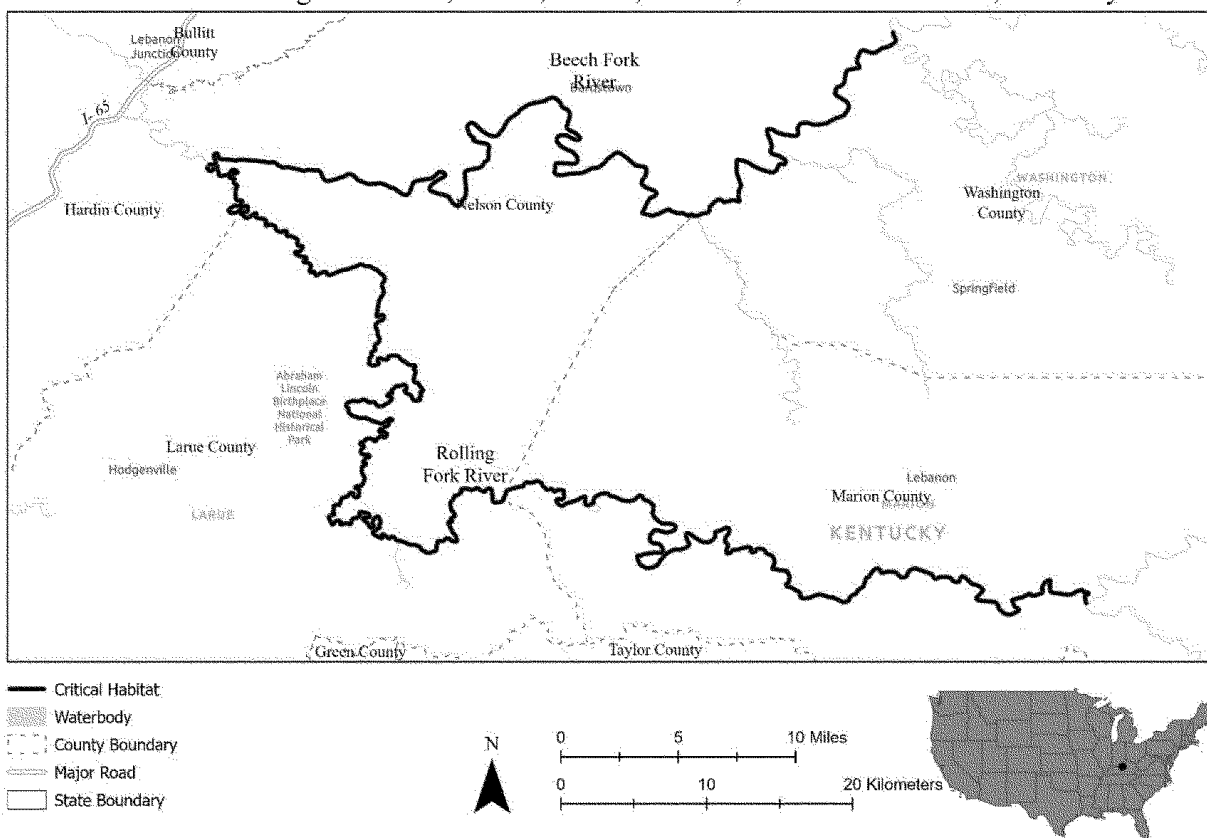 Bullitt
County
Lebanon
Junction
I-65
Beech Fork
River
Bardstown
Hardin County
Nelson County
WASHINGTON
Washington
County
Springfield
Abraham
Lincoln
Birthplace
National
Historical
Park
Larue County
Hodgenville
LARUE
Rolling
Fork River
Lebanon
Marion County
MARION
KENTUCKY
Green County
Taylor County
Critical Habitat
Waterbody
County Boundary
Major Road
State Boundary
N
0 5 10 Miles
0 10 20 Kilometers